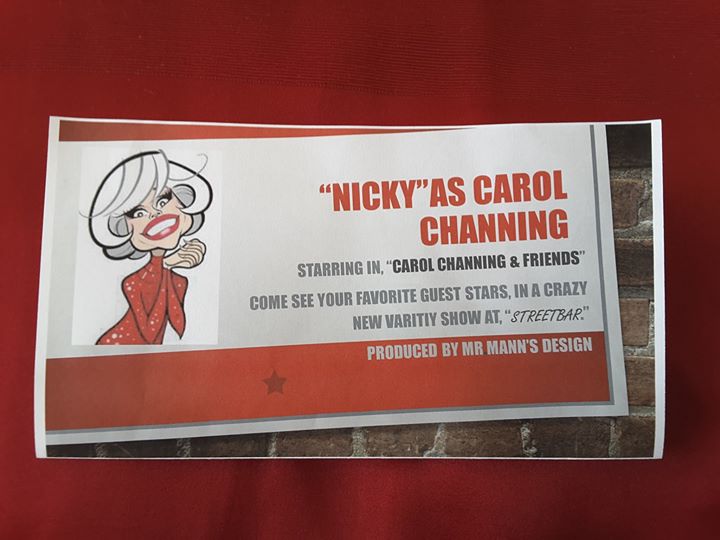 “NICKY”AS CAROL
CHANNING
STARRING IN, “CAROL CHANNING & FRIENDS”
COME SEE YOUR FAVORITE GUEST STARS, IN A CRAZY
NEW VARITIY SHOW AT, “STREETBAR.”
PRODUCED BY MR MANN’S DESIGN